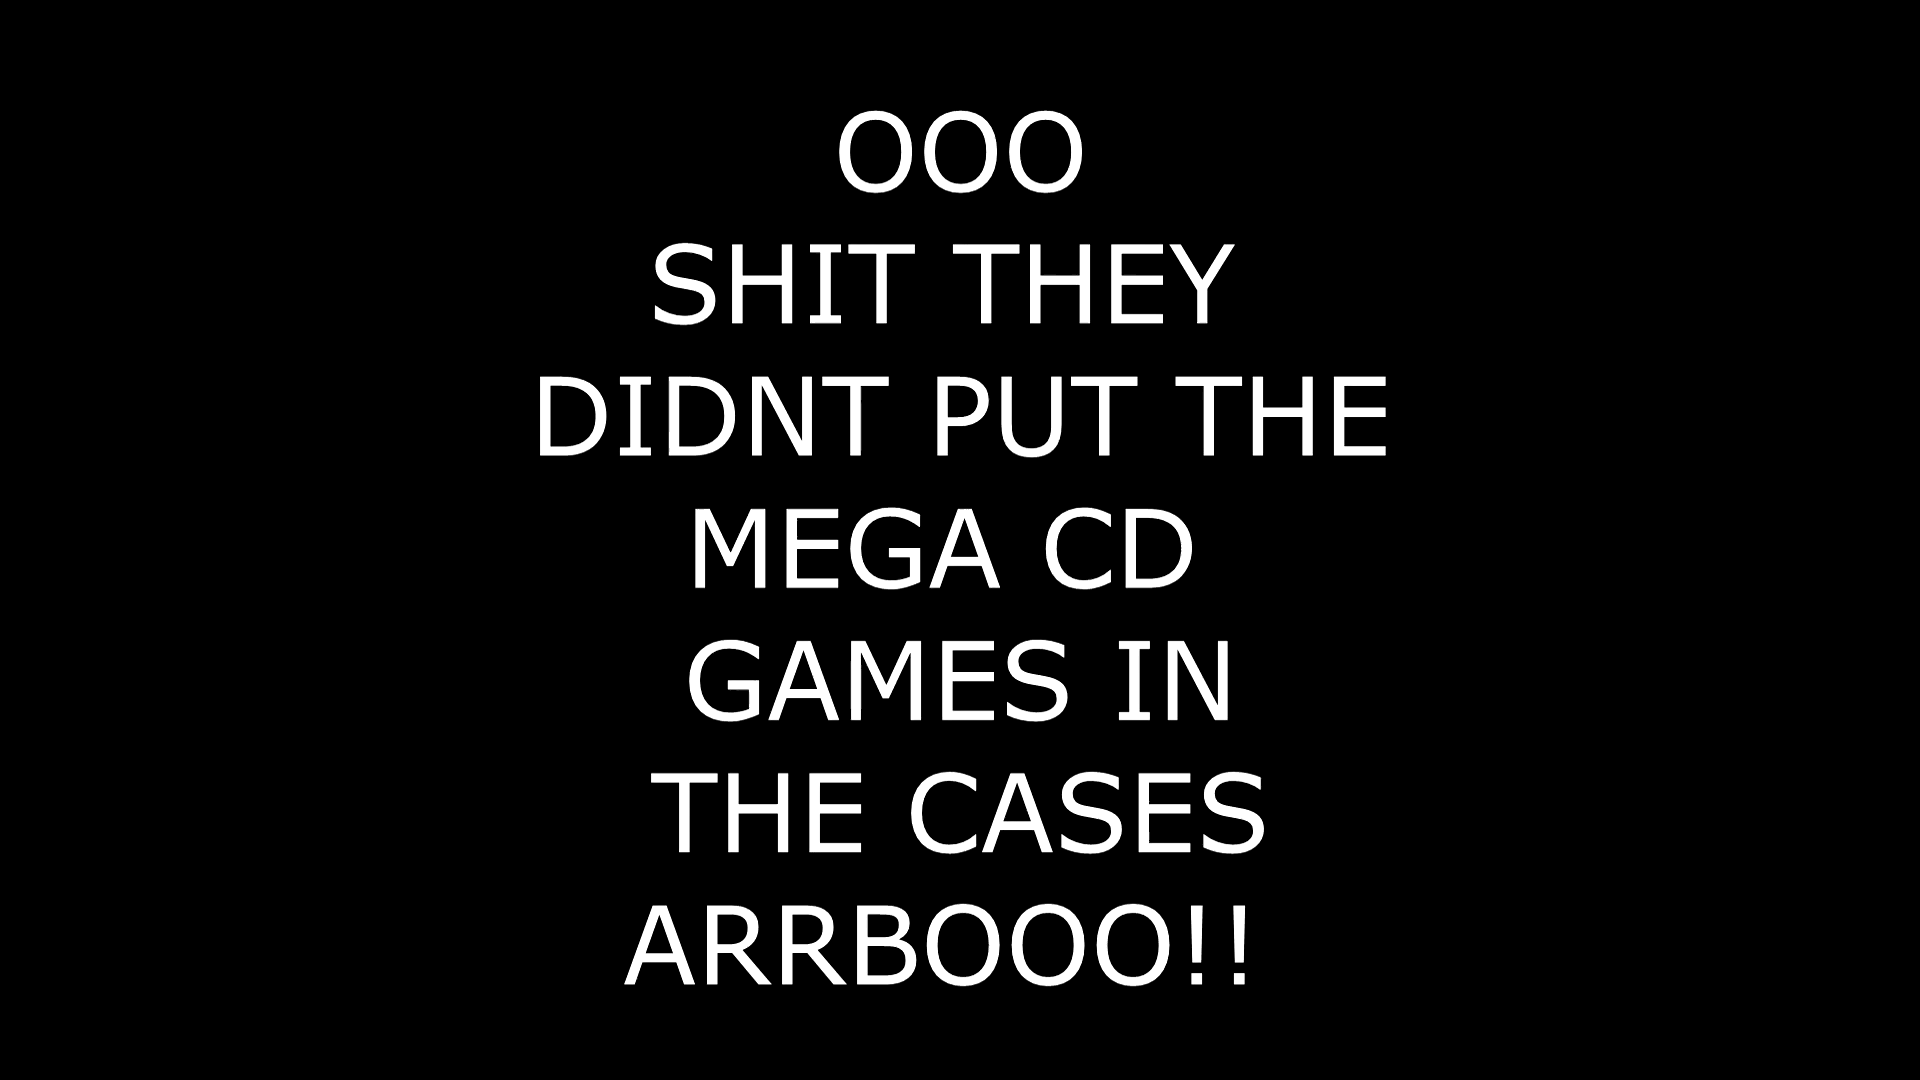 OOO
SHIT THEY
DIDNT PUT THE
MEGA CD
GAMES IN
THE CASES
ARRBOOO!!